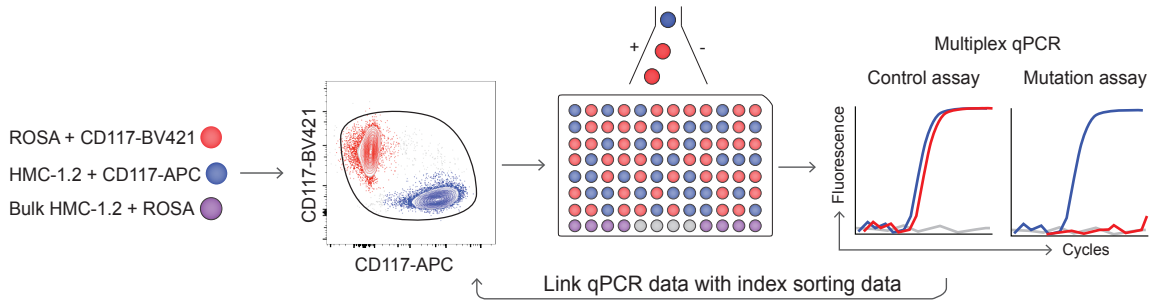 ROSA + CD117-BV421
HMC-1.2 + CD117-APC
Bulk HMC-1.2 + ROSA
CD117-BV421
CD117-APC
+
-
Multiplex qPCR
Control assay
Mutation assay
Fluorescence
Cycles
Link qPCR data with index sorting data